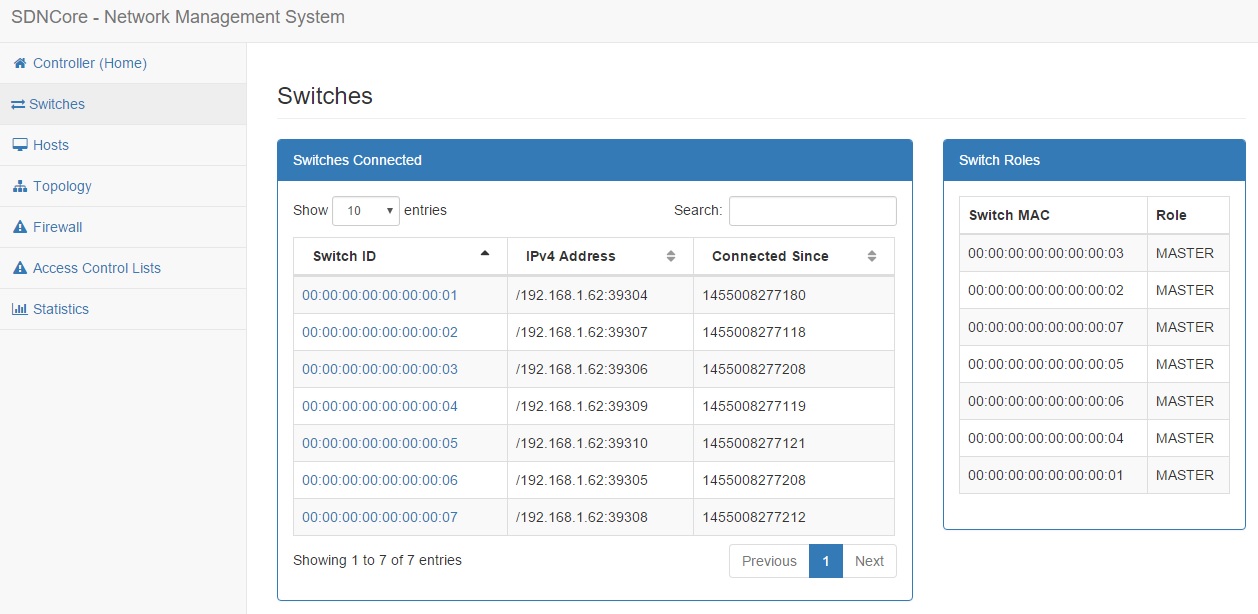 SDNCore - Network Management System
Controller (Home)
Switches
Hosts
Topology
Firewall
Access Control Lists
Statistics
Switches
Switches Connected
Show 10 entries Search:
Switch ID IPv4 Address Connected Since
00:00:00:00:00:00:00:01 /192.168.1.62:39304 1455008277180
00:00:00:00:00:00:00:02 /192.168.1.62:39307 1455008277118
00:00:00:00:00:00:00:03 /192.168.1.62:39306 1455008277208
00:00:00:00:00:00:00:04 /192.168.1.62:39309 1455008277119
00:00:00:00:00:00:00:05 /192.168.1.62:39310 1455008277121
00:00:00:00:00:00:00:06 /192.168.1.62:39305 1455008277208
00:00:00:00:00:00:00:07 /192.168.1.62:39308 1455008277212
Showing 1 to 7 of 7 entries Previous 1 Next
Switch Roles
Switch MAC Role
00:00:00:00:00:00:00:03 MASTER
00:00:00:00:00:00:00:02 MASTER
00:00:00:00:00:00:00:07 MASTER
00:00:00:00:00:00:00:05 MASTER
00:00:00:00:00:00:00:06 MASTER
00:00:00:00:00:00:00:04 MASTER
00:00:00:00:00:00:00:01 MASTER